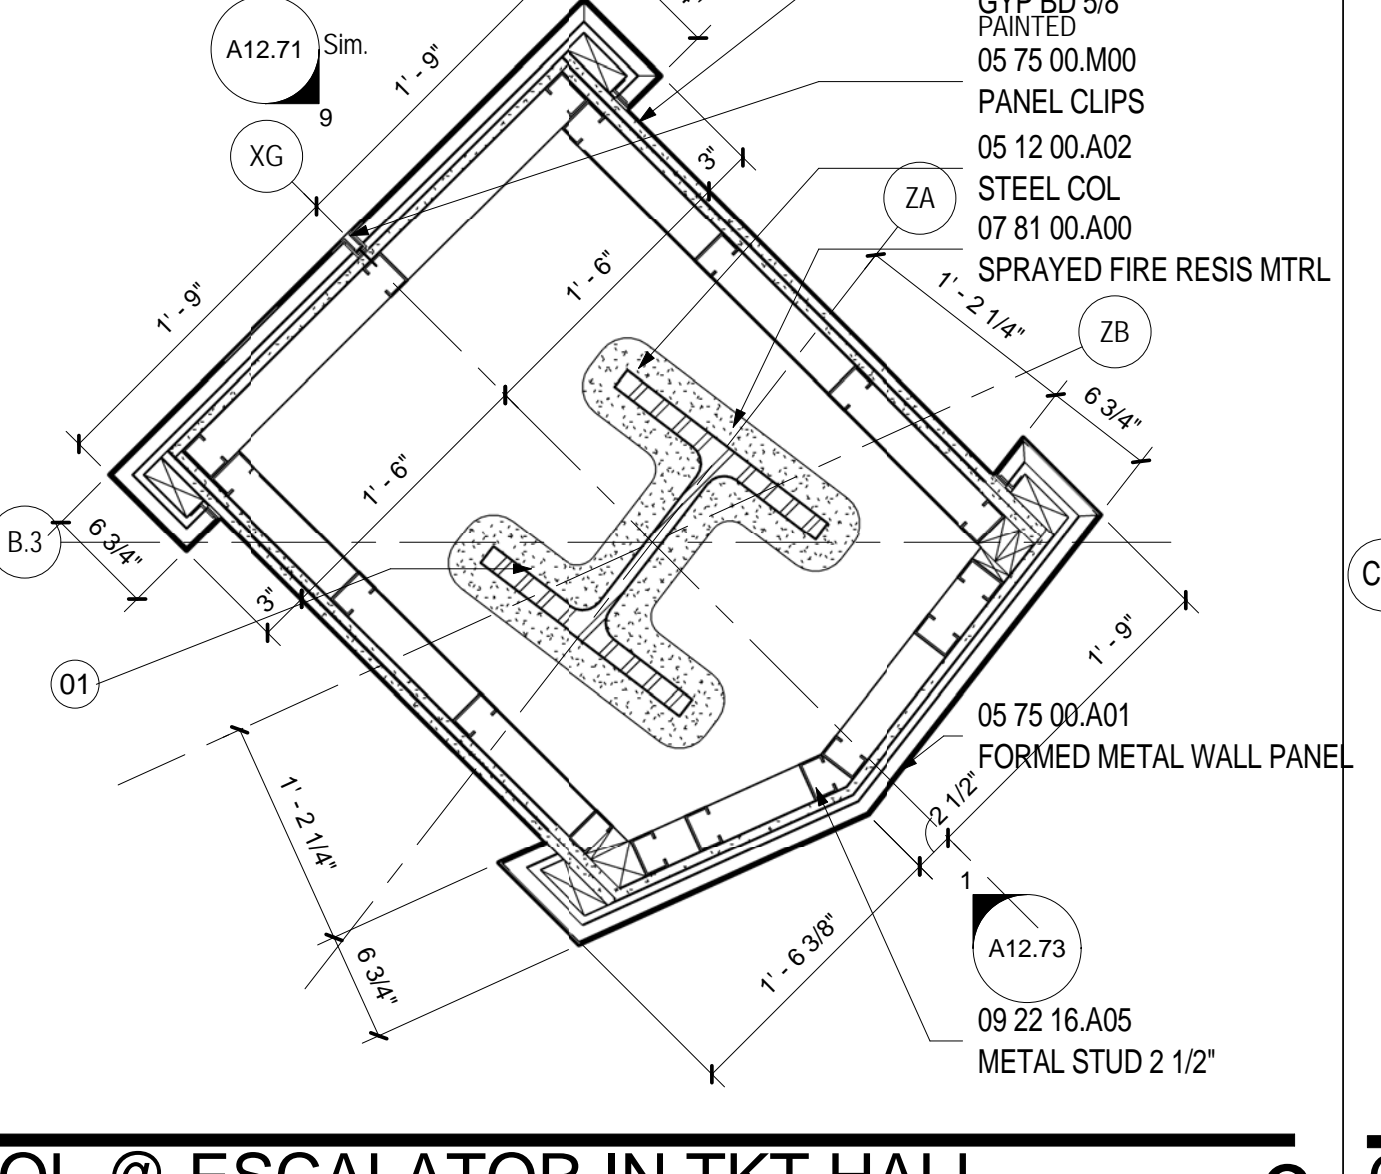 GYP BD 5/8
PAINTED
05 75 00.M00
PANEL CLIPS
05 12 00.A02
STEEL COL
07 81 00.A00
SPRAYED FIRE RESIS MTRL
A12.71
Sim.
9
XG
ZA
ZB
B.3
01
C
1' - 9"
1' - 9"
3"
1' - 6"
1' - 6"
1' - 2 1/4"
6 3/4"
6 3/4"
3"
1' - 9"
05 75 00.A01
FORMED METAL WALL PANEL
2 1/2"
1' - 2 1/4"
6 3/4"
1' - 6 3/8"
1
A12.73
09 22 16.A05
METAL STUD 2 1/2"
@ ESCALATOR IN TKT HALL